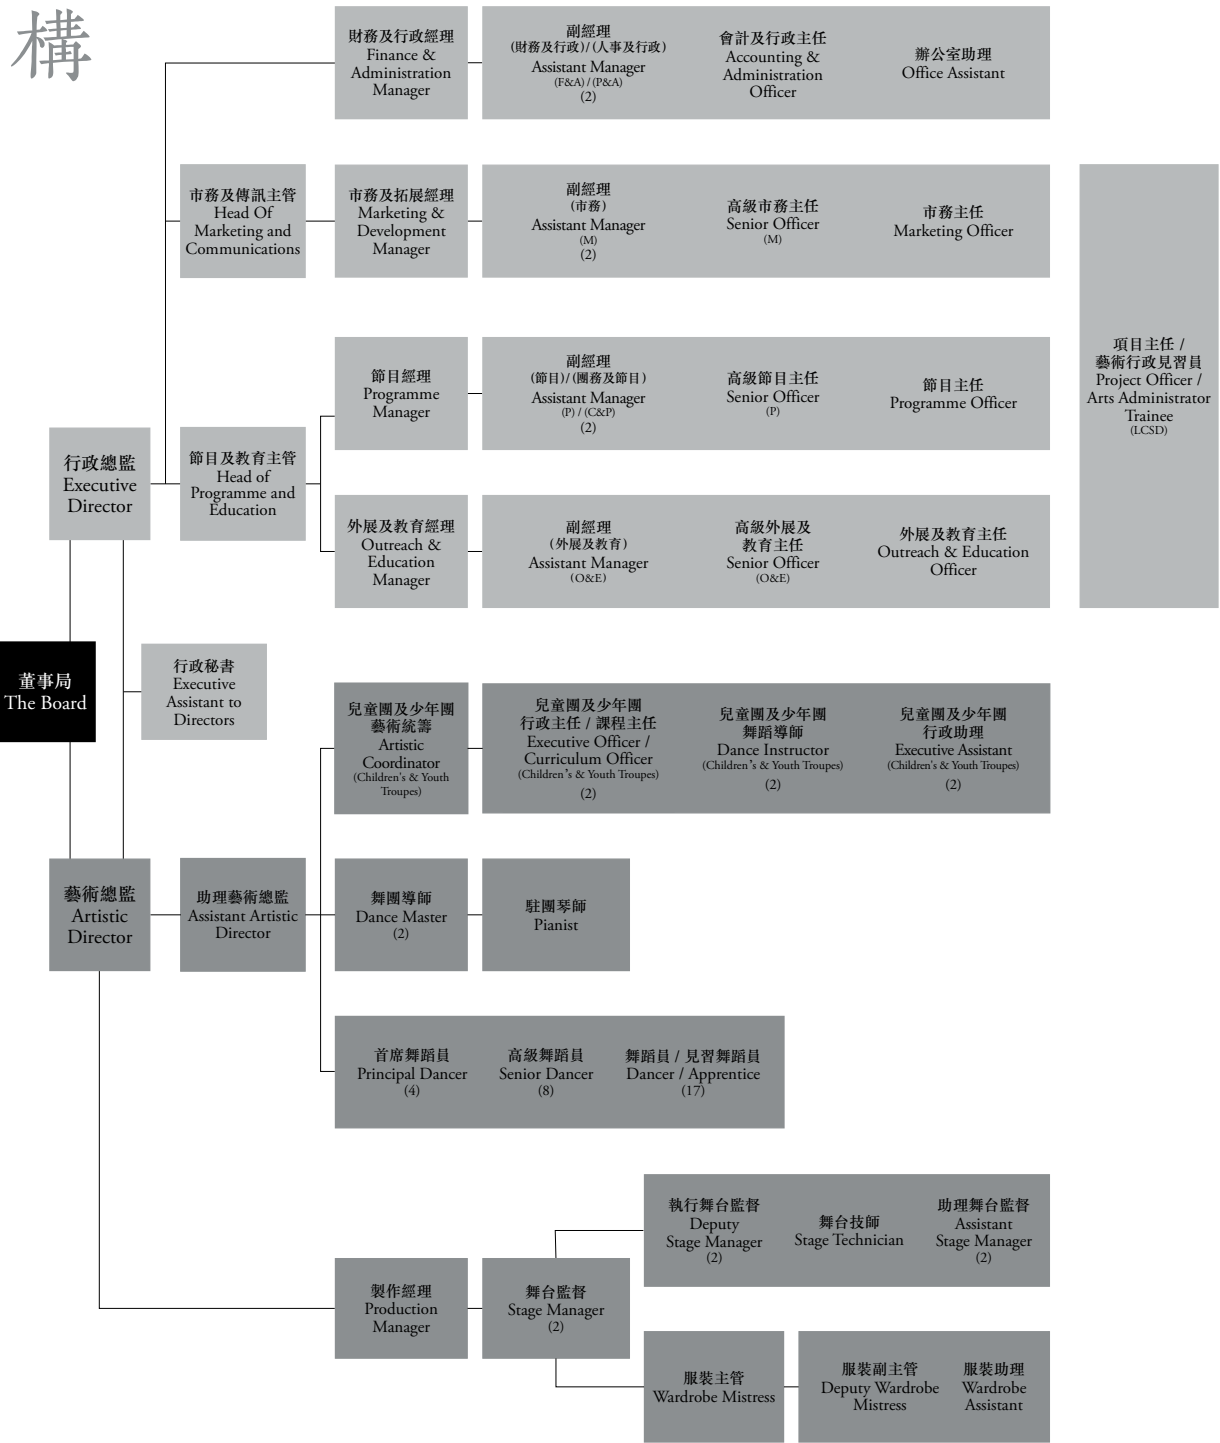 構
財務及行政經理
Finance &
Administration
Manager
副經理
(財務及行政)/(人事及行政)
Assistant Manager
(F&A) / (P&A)
(2)
會計及行政主任
Accounting &
Administration
Officer
辦公室助理
Office Assistant
市務及傳訊主管
Head Of
Marketing and
Communications
市務及拓展經理
Marketing &
Development
Manager
副經理
(市務)
Assistant Manager
(M)
(2)
高級市務主任
Senior Officer
(M)
市務主任
Marketing Officer
節目經理
Programme
Manager
副經理
(節目)/(團務及節目)
Assistant Manager
(P) / (C&P)
(2)
高級節目主任
Senior Officer
(P)
節目主任
Programme Officer
項目主任 /
藝術行政見習員
Project Officer /
Arts Administrator
Trainee
(LCSD)
行政總監
Executive
Director
節目及教育主管
Head of
Programme and
Education
外展及教育經理
Outreach &
Education
Manager
副經理
(外展及教育)
Assistant Manager
(O&E)
高級外展及
教育主任
Senior Officer
(O&E)
外展及教育主任
Outreach & Education
Officer
董事局
The Board
行政秘書
Executive
Assistant to
Directors
兒童團及少年團
藝術統籌
Artistic
Coordinator
(Children's & Youth
Troupes)
兒童團及少年團
行政主任 / 課程主任
Executive Officer /
Curriculum Officer
(Children's & Youth Troupes)
(2)
兒童團及少年團
舞蹈導師
Dance Instructor
(Children's & Youth Troupes)
(2)
兒童團及少年團
行政助理
Executive Assistant
(Children's & Youth Troupes)
(2)
藝術總監
Artistic
Director
助理藝術總監
Assistant Artistic
Director
舞團導師
Dance Master
(2)
駐團琴師
Pianist
首席舞蹈員
Principal Dancer
(4)
高級舞蹈員
Senior Dancer
(8)
舞蹈員 / 見習舞蹈員
Dancer / Apprentice
(17)
執行舞台監督
Deputy
Stage Manager
(2)
舞台技師
Stage Technician
助理舞台監督
Assistant
Stage Manager
(2)
製作經理
Production
Manager
舞台監督
Stage Manager
(2)
服裝主管
Wardrobe Mistress
服裝副主管
Deputy Wardrobe
Mistress
服裝助理
Wardrobe
Assistant